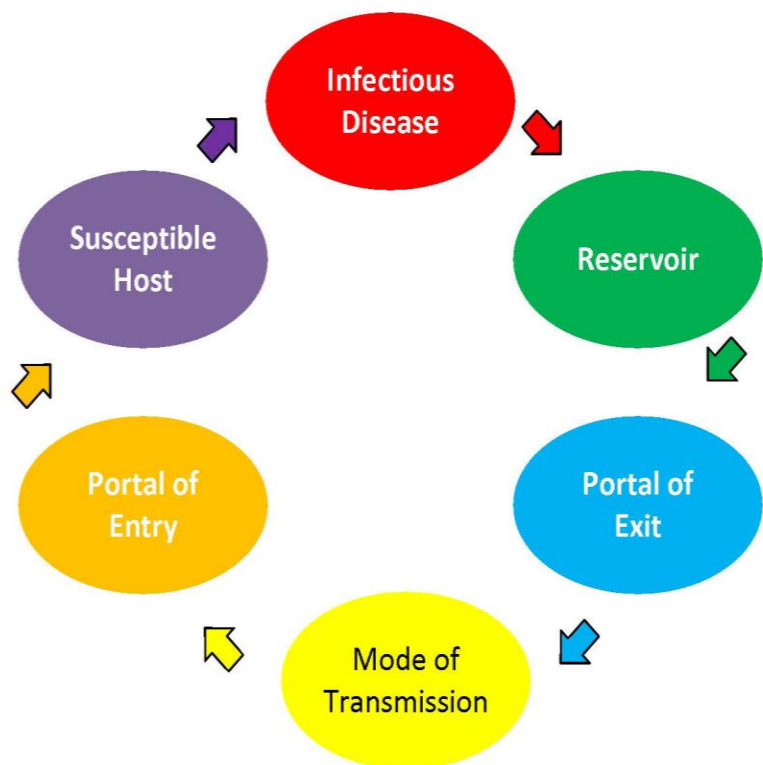 Infectious
Disease
Reservoir
Portal of
Exit
Mode of
Transmission
Portal of
Entry
Susceptible
Host